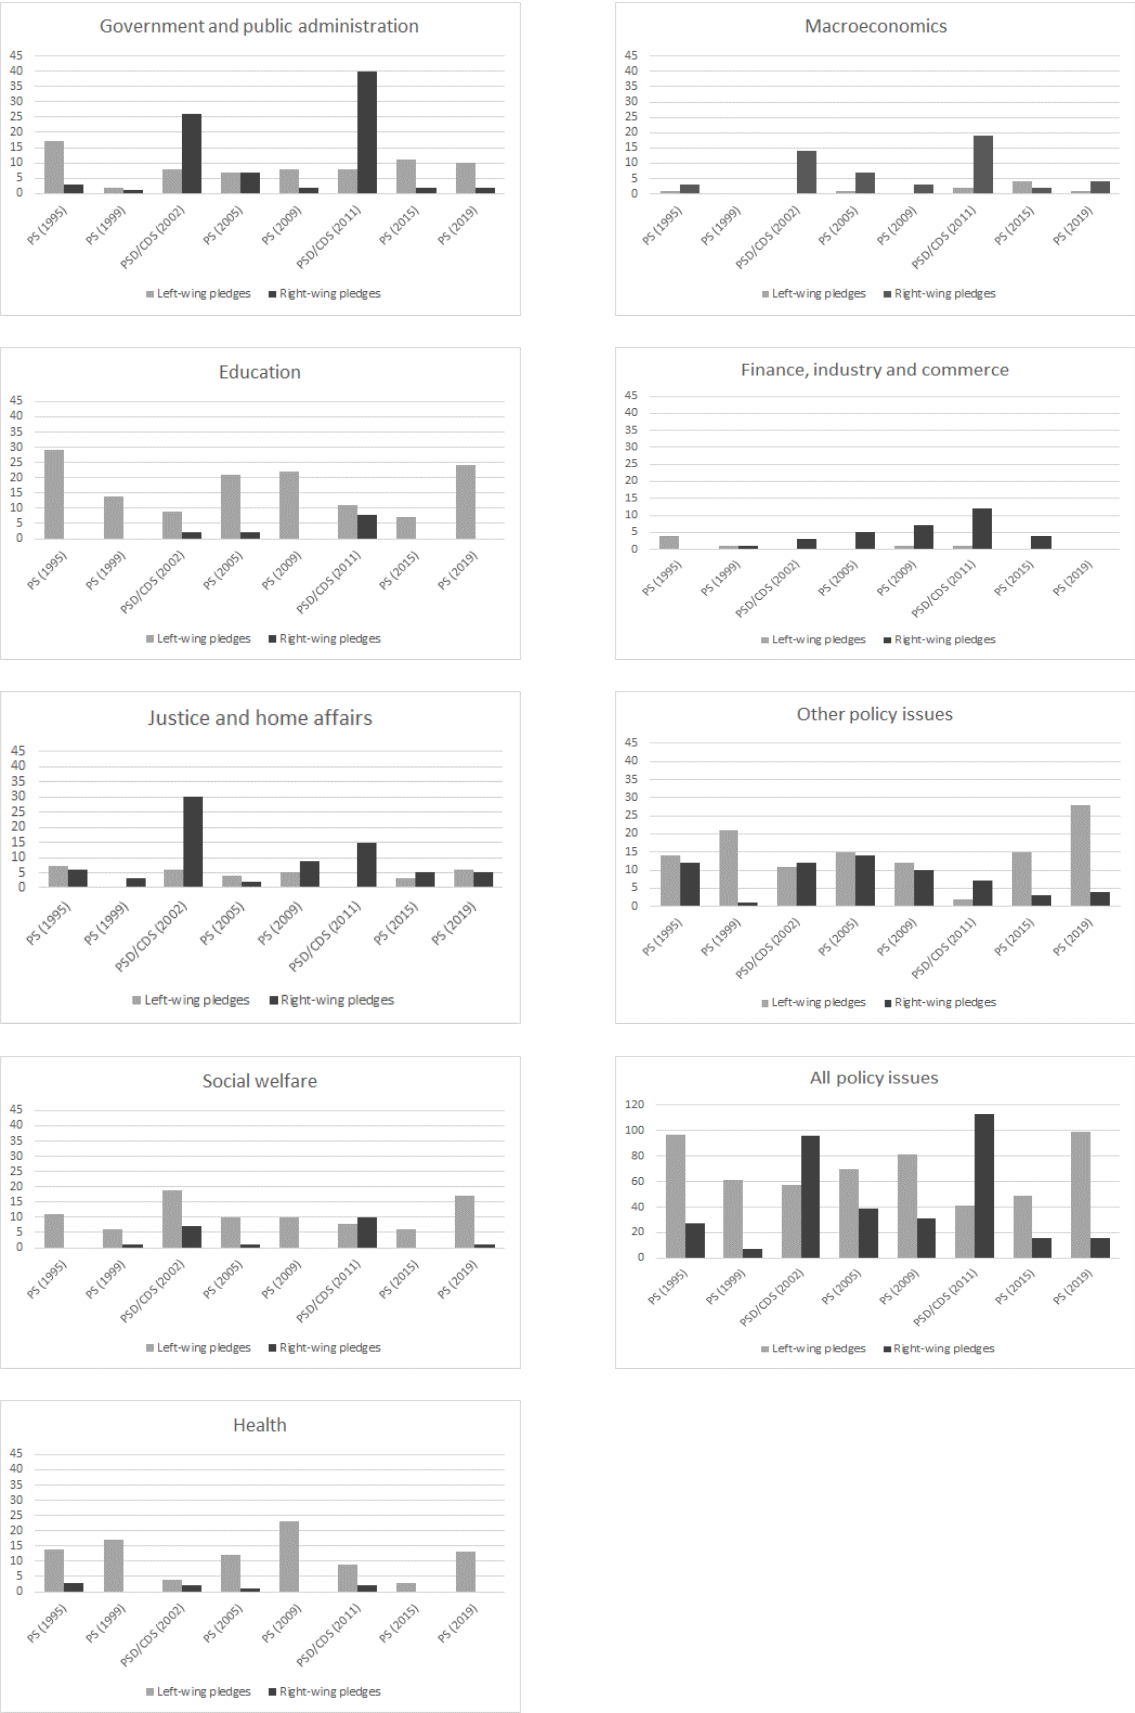 Government and public administration
45
40
35
30
25
20
15
10
5
0
PS (1995)
PS (1999)
PSD/CDS (2002)
PS (2005)
PS (2009)
PSD/CDS (2011)
PS (2015)
PS (2019)
Left-wing pledges Right-wing pledges
Macroeconomics
45
40
35
30
25
20
15
10
5
0
PS (1995)
PS (1999)
PSD/CDS (2002)
PS (2005)
PS (2009)
PSD/CDS (2011)
PS (2015)
PS (2019)
Left-wing pledges Right-wing pledges
Education
45
40
35
30
25
20
15
10
5
0
PS (1995)
PS (1999)
PSD/CDS (2002)
PS (2005)
PS (2009)
PSD/CDS (2011)
PS (2015)
PS (2019)
Left-wing pledges Right-wing pledges
Finance, industry and commerce
45
40
35
30
25
20
15
10
5
0
PS (1995)
PS (1999)
PSD/CDS (2002)
PS (2005)
PS (2009)
PSD/CDS (2011)
PS (2015)
PS (2019)
Left-wing pledges Right-wing pledges
Justice and home affairs
45
40
35
30
25
20
15
10
5
0
PS (1995)
PS (1999)
PSD/CDS (2002)
PS (2005)
PS (2009)
PSD/CDS (2011)
PS (2015)
PS (2019)
Left-wing pledges Right-wing pledges
Other policy issues
45
40
35
30
25
20
15
10
5
0
PS (1995)
PS (1999)
PSD/CDS (2002)
PS (2005)
PS (2009)
PSD/CDS (2011)
PS (2015)
PS (2019)
Left-wing pledges Right-wing pledges
Social welfare
45
40
35
30
25
20
15
10
5
0
PS (1995)
PS (1999)
PSD/CDS (2002)
PS (2005)
PS (2009)
PSD/CDS (2011)
PS (2015)
PS (2019)
Left-wing pledges Right-wing pledges
All policy issues
120
100
80
60
40
20
0
PS (1995)
PS (1999)
PSD/CDS (2002)
PS (2005)
PS (2009)
PSD/CDS (2011)
PS (2015)
PS (2019)
Left-wing pledges Right-wing pledges
Health
45
40
35
30
25
20
15
10
5
0
PS (1995)
PS (1999)
PSD/CDS (2002)
PS (2005)
PS (2009)
PSD/CDS (2011)
PS (2015)
PS (2019)
Left-wing pledges Right-wing pledges